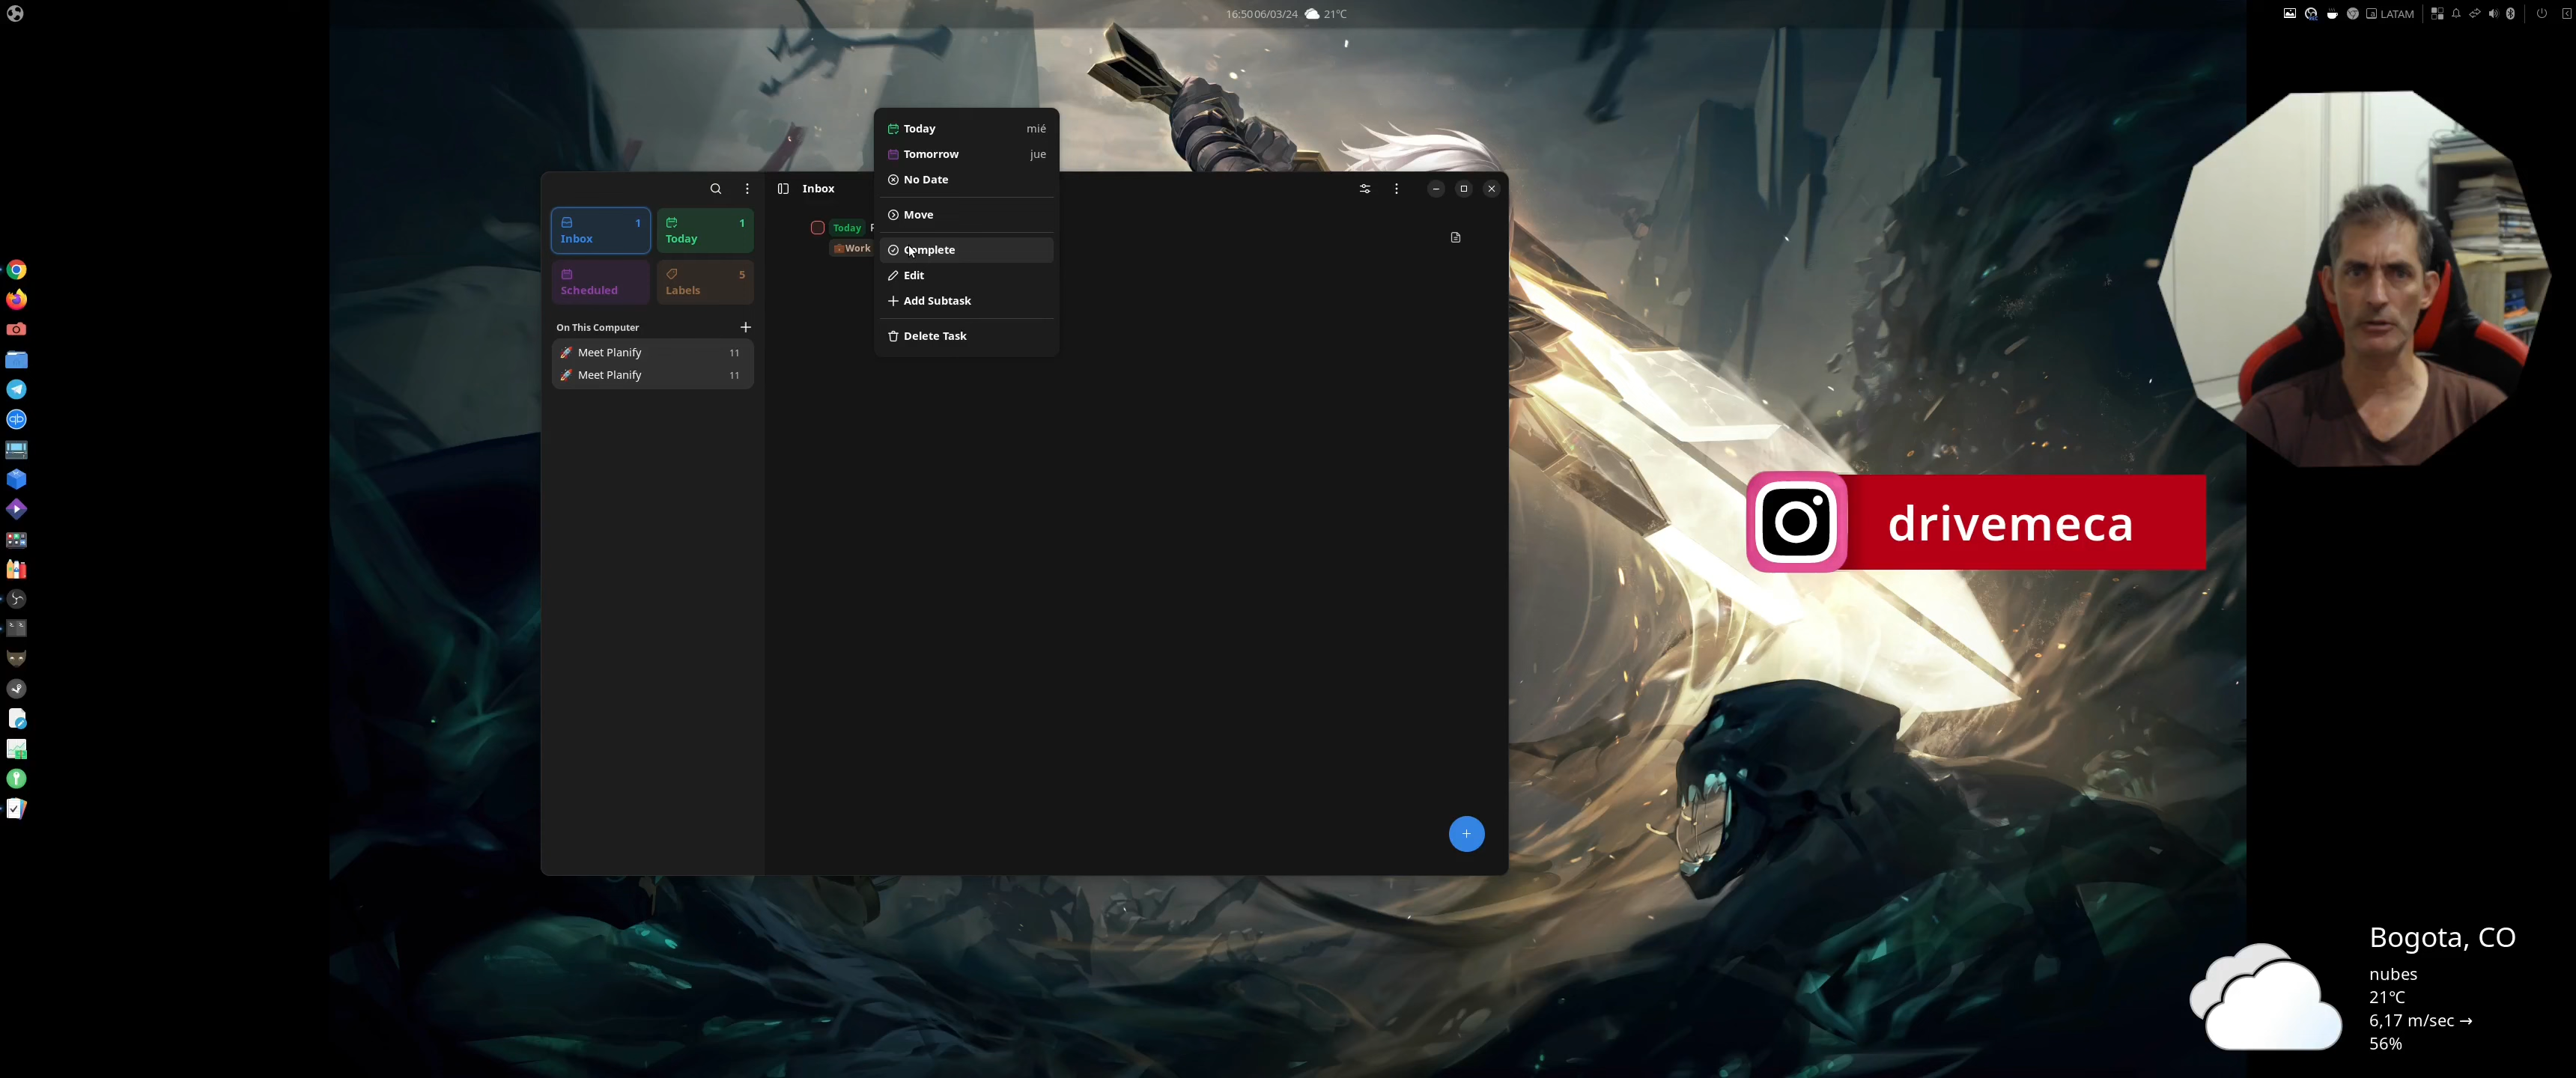 16:50 06/03/24 21°C
LATAM
Today mié
Tomorrow jue
No Date
Move
Complete
Edit
Add Subtask
Delete Task
Inbox
Inbox 1
Today 1
Scheduled
Labels 5
On This Computer
Meet Planify 11
Meet Planify 11
Today
Work
drivemeca
Bogota, CO
nubes
21°C
6,17 m/sec →
56%